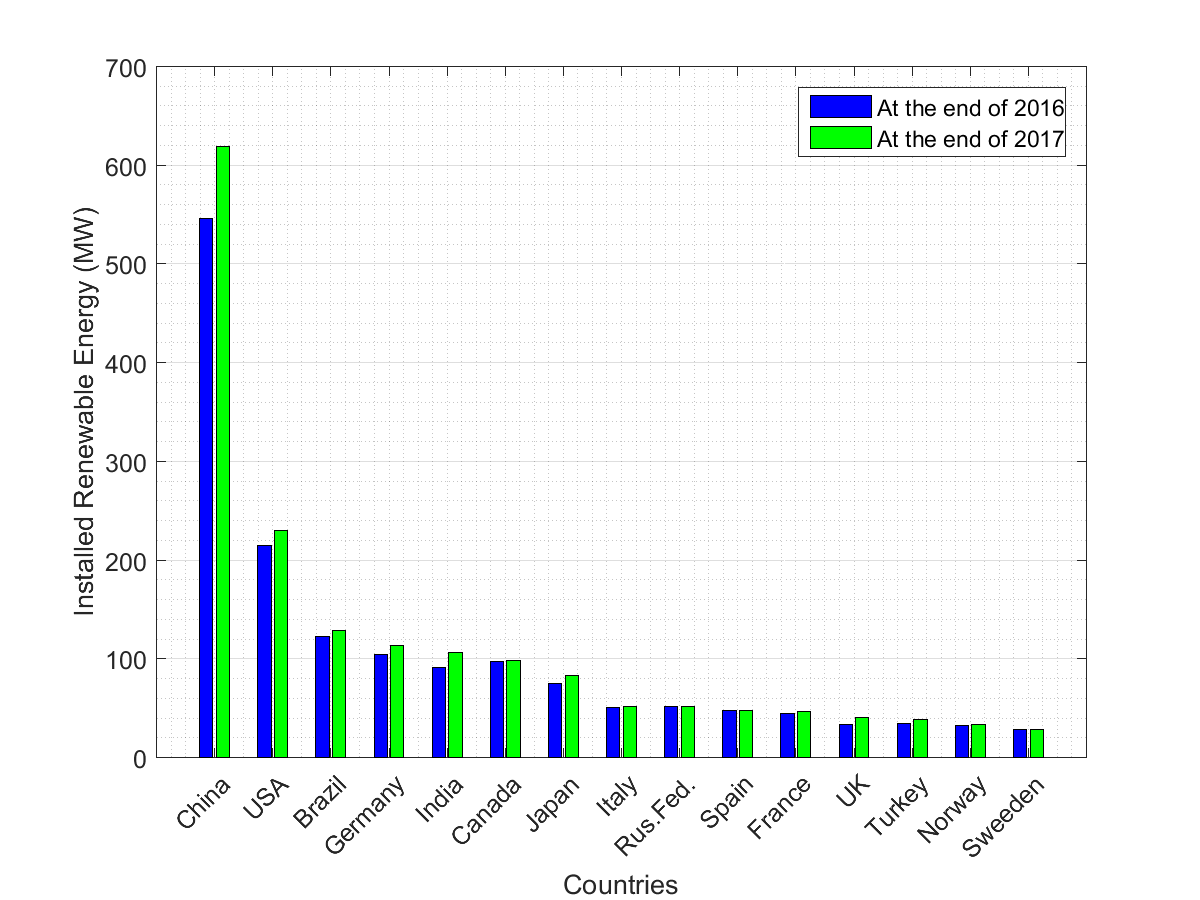 At the end of 2016
At the end of 2017
Installed Renewable Energy (MW)
700
600
500
400
300
200
100
0
China
USA
Brazil
Germany
India
Canada
Japan
Italy
Rus.Fed.
Spain
France
UK
Turkey
Norway
Sweeden
Countries